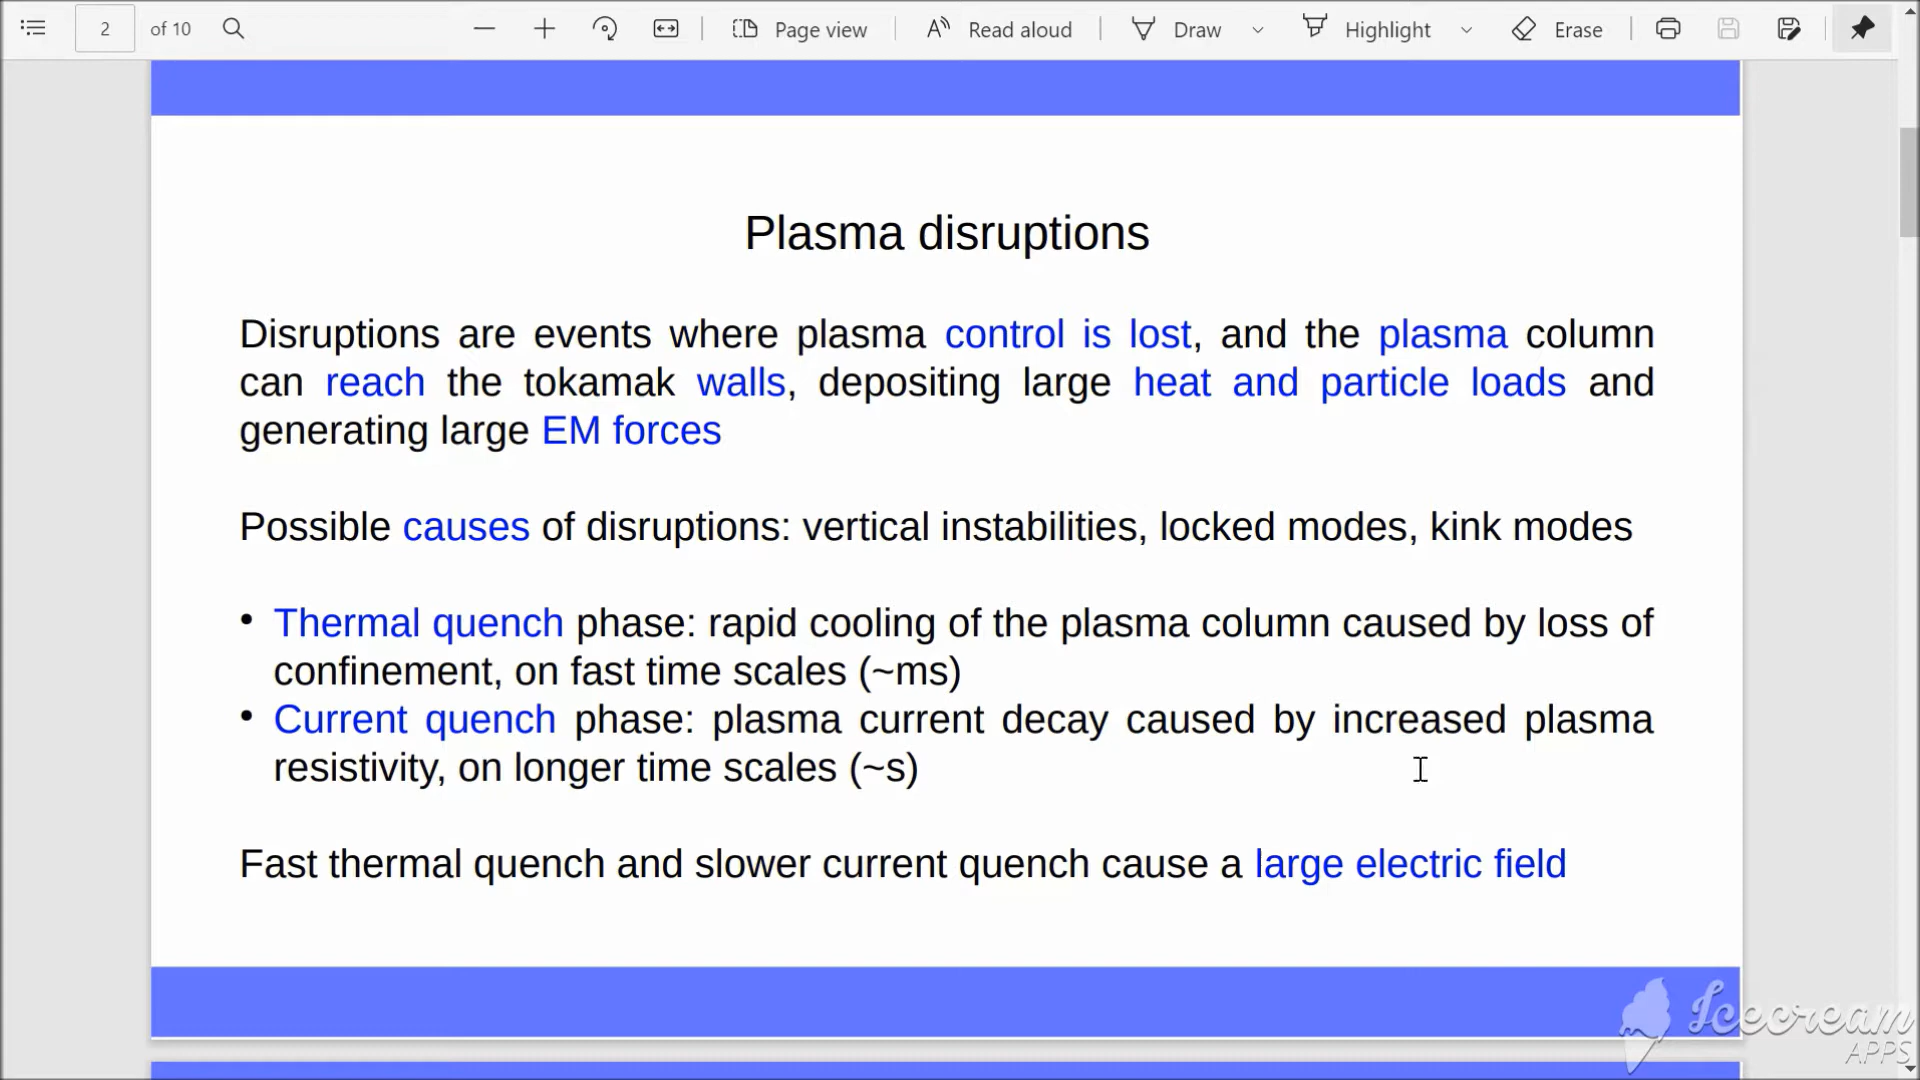 2 of 10 Page view Read aloud Draw Highlight Erase
Plasma disruptions
Disruptions are events where plasma control is lost, and the plasma column
can reach the tokamak walls, depositing large heat and particle loads and
generating large EM forces
Possible causes of disruptions: vertical instabilities, locked modes, kink modes
• Thermal quench phase: rapid cooling of the plasma column caused by loss of
confinement, on fast time scales (~ms)
• Current quench phase: plasma current decay caused by increased plasma
resistivity, on longer time scales (~s)
Fast thermal quench and slower current quench cause a large electric field
Icecream
APPS